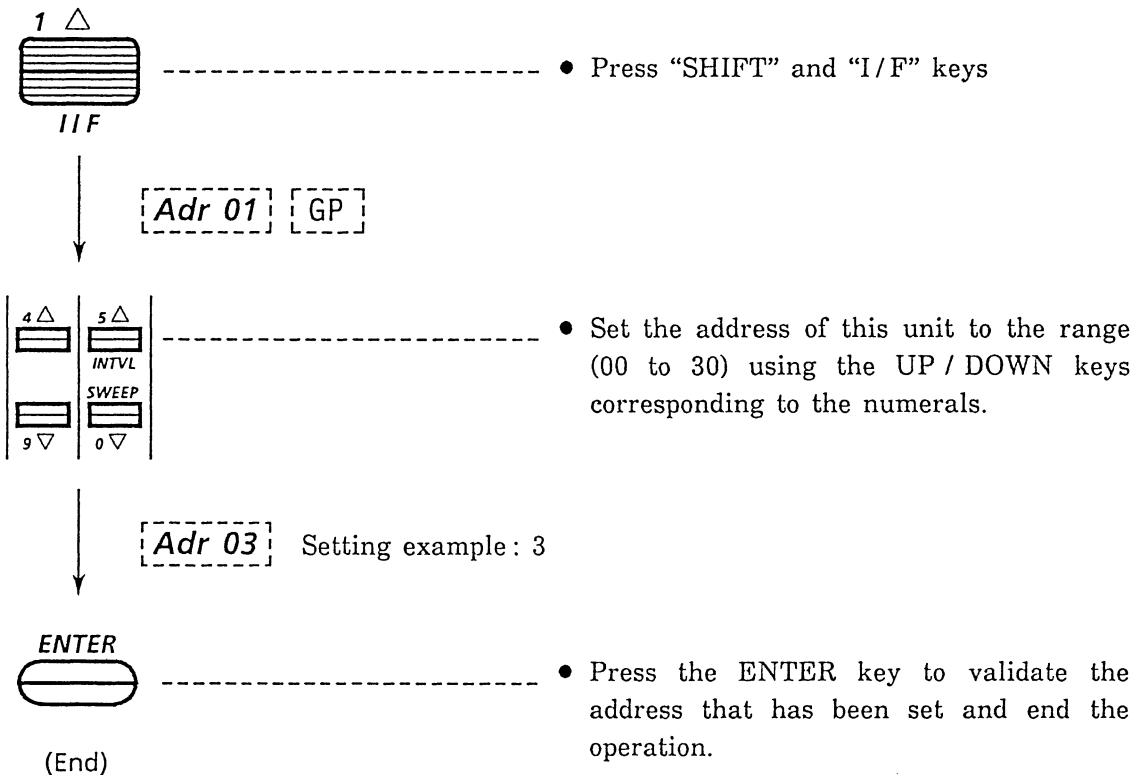 1 △
● Press “SHIFT” and “I/F” keys
I/F
Adr 01 GP
4 △ 5 △
INTVL
SWEEP
9 ▽ 0 ▽
● Set the address of this unit to the range
(00 to 30) using the UP / DOWN keys
corresponding to the numerals.
Adr 03 Setting example : 3
ENTER
● Press the ENTER key to validate the
address that has been set and end the
operation.
(End)